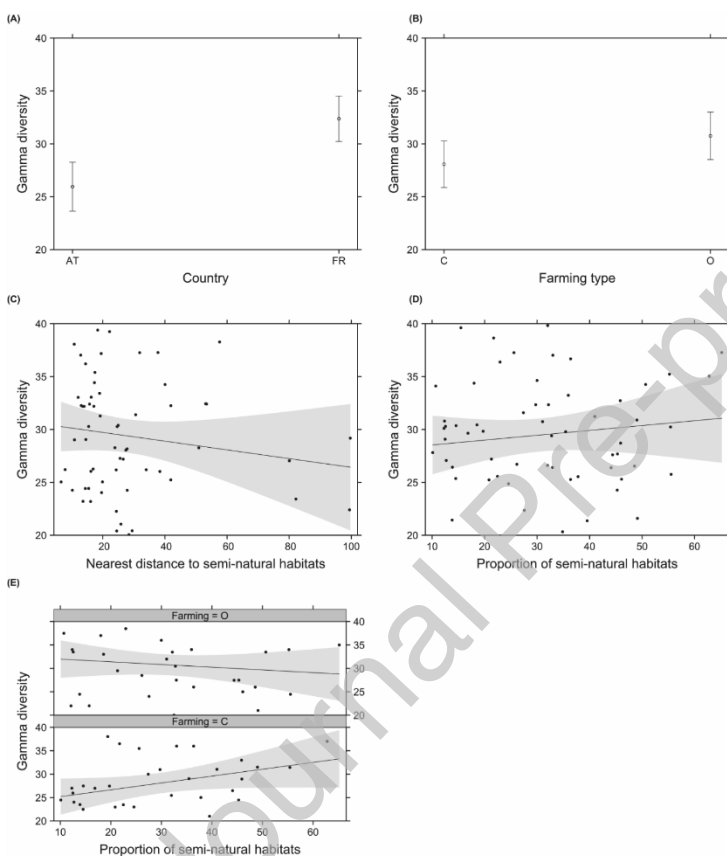 (A)
40
35
30
25
20
Gamma diversity
AT
FR
Country
(B)
40
35
30
25
20
Gamma diversity
C
O
Farming type
(C)
40
35
30
25
20
Gamma diversity
20 40 60 80 100
Nearest distance to semi-natural habitats
(D)
40
35
30
25
20
Gamma diversity
10 20 30 40 50 60
Proportion of semi-natural habitats
(E)
Farming = O
40
30
20
Gamma diversity
Farming = C
40
35
30
25
20
Gamma diversity
10 20 30 40 50 60
Proportion of semi-natural habitats
Journal Pre-p